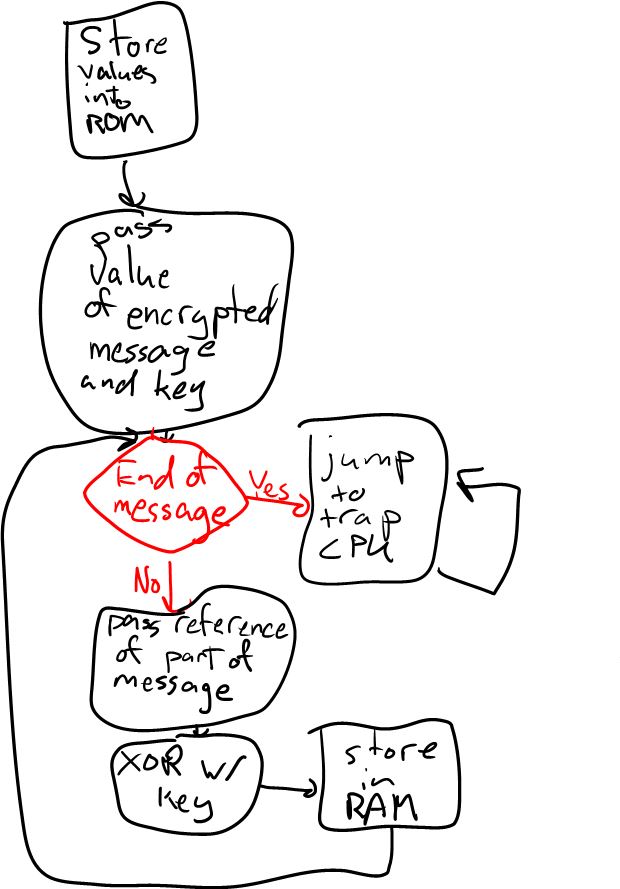 Store
values
into
ROM
pass
value
of encrypted
message
and key
End of
message
Yes
jump
to
trap
CPU
No
pass reference
of part of
message
XOR w/
key
store
in
RAM